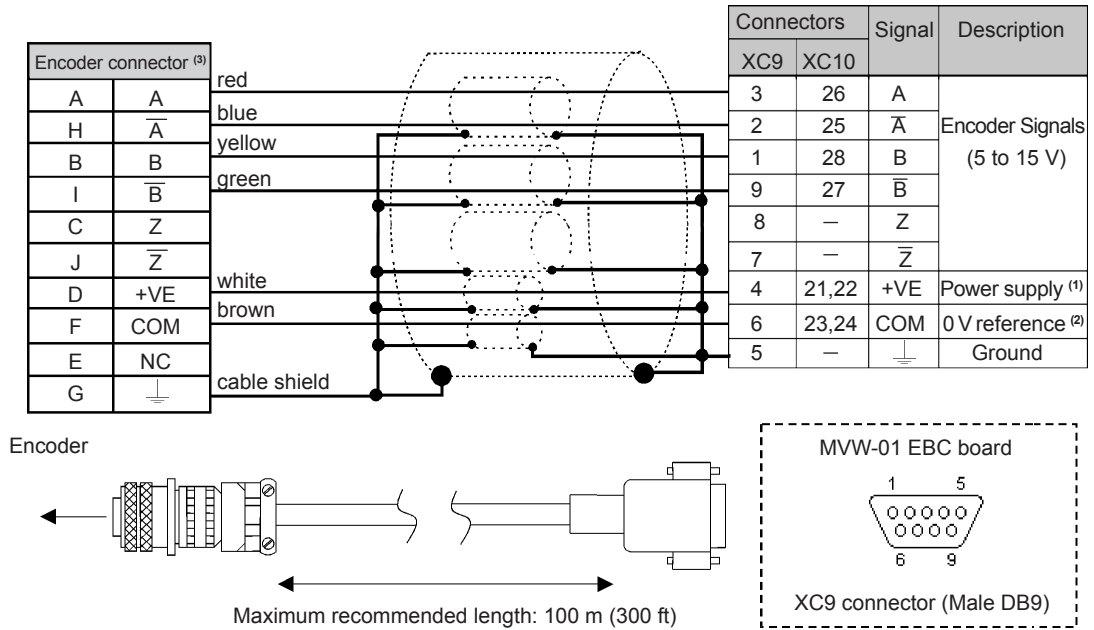 Connectors Signal Description
Encoder connector (3) XC9 XC10
A A red 3 26 A
H A̅ blue 2 25 A̅ Encoder Signals
B B yellow 1 28 B (5 to 15 V)
I B̅ green 9 27 B̅
C Z 8 – Z
J Z̅ 7 – Z̅
D +VE white 4 21,22 +VE Power supply (1)
F COM brown 6 23,24 COM 0 V reference (2)
E NC 5 – ⏚ Ground
G ⏚ cable shield
Encoder
MVW-01 EBC board
1 5
6 9
XC9 connector (Male DB9)
Maximum recommended length: 100 m (300 ft)